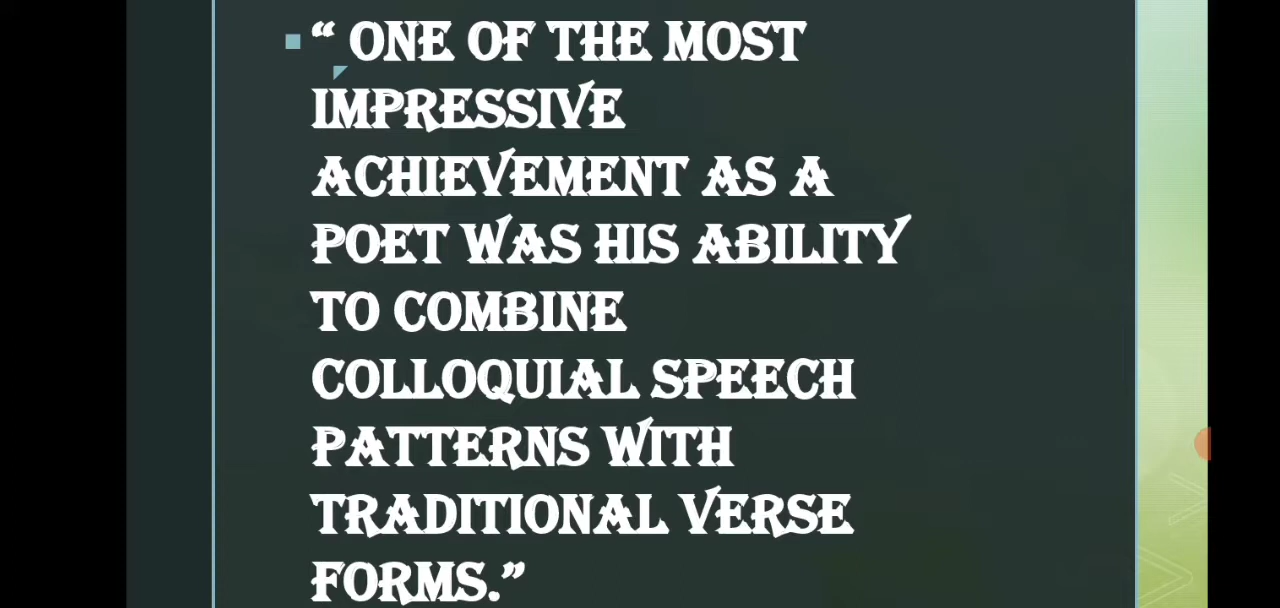 “ ONE OF THE MOST
IMPRESSIVE
ACHIEVEMENT AS A
POET WAS HIS ABILITY
TO COMBINE
COLLOQUIAL SPEECH
PATTERNS WITH
TRADITIONAL VERSE
FORMS.”